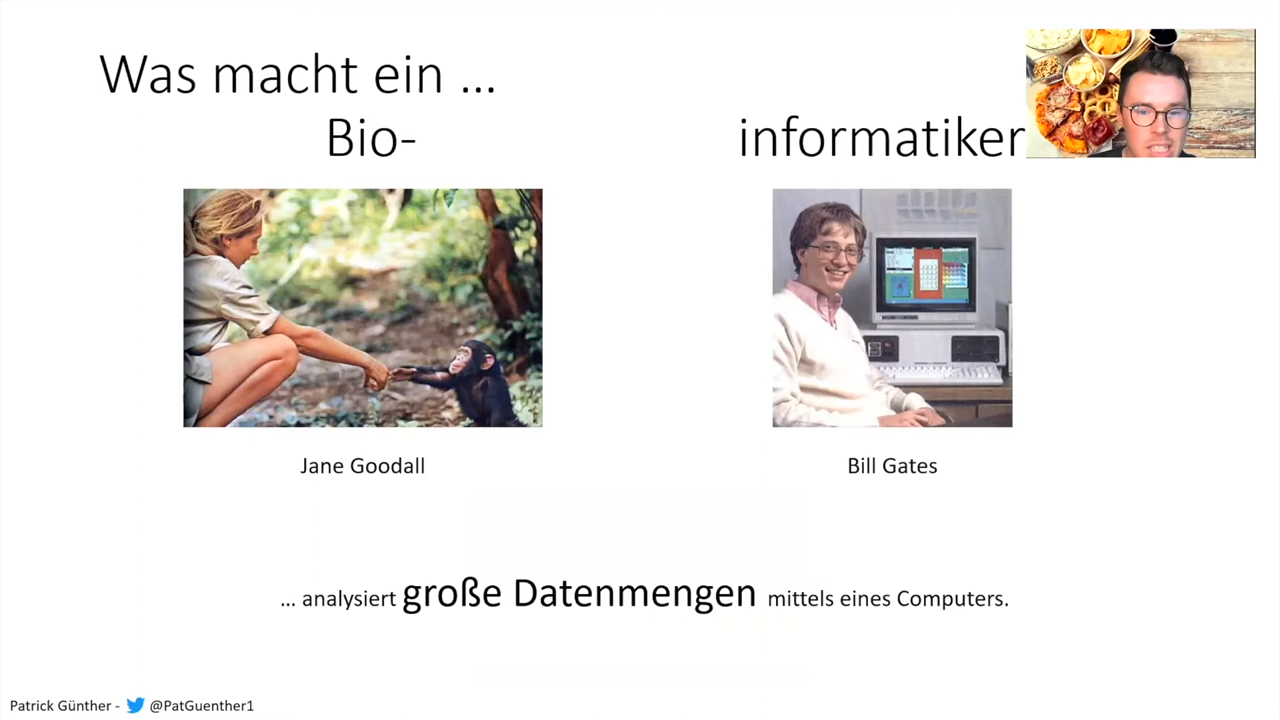 Was macht ein ...
Bio-
informatiker
Jane Goodall
Bill Gates
... analysiert große Datenmengen mittels eines Computers.
Patrick Günther - @PatGuenther1